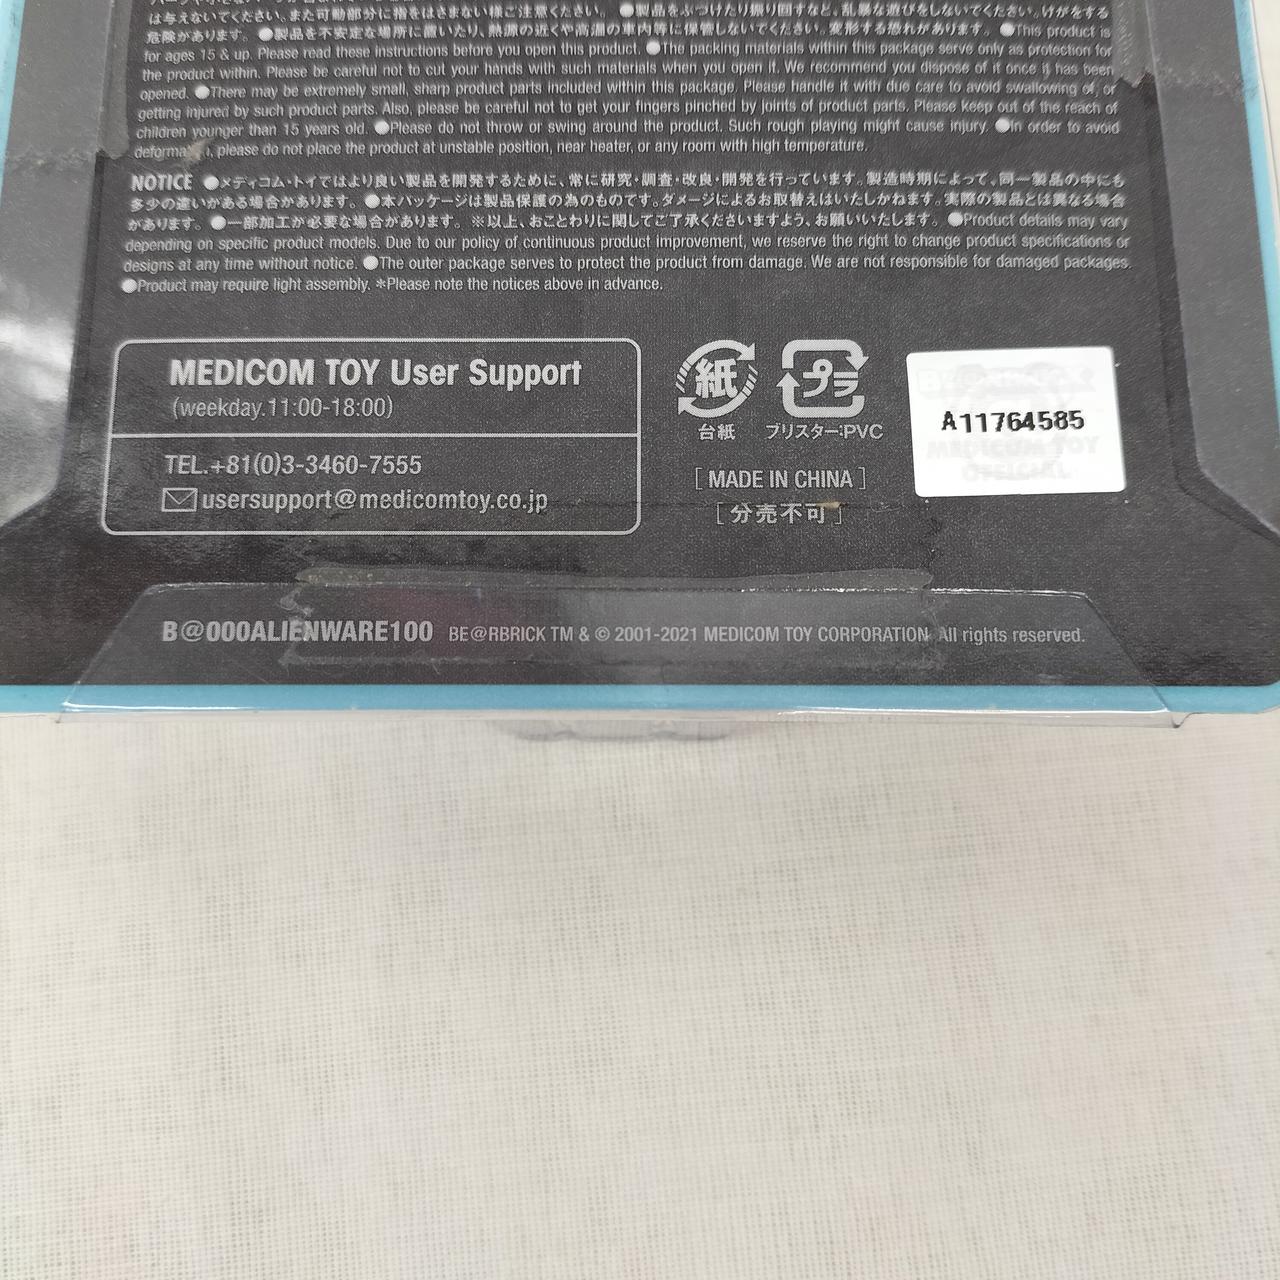 は与えないでください。また可動部分に指をはさまない様ご注意ください。 ●製品をぶつけたり振り回すなど、乱暴な遊びをしないでください。けがをする
危険があります。 ●製品を不安定な場所に置いたり、熱源の近くや高温の車内等に保管しないでください。変形する恐れがあります。 ●This product is
for ages 15 & up. Please read these instructions before you open this product. ●The packing materials within this package serve only as protection for
the product within. Please be careful not to cut your hands with such materials when you open it. We recommend you dispose of it once it has been
opened. ●There may be extremely small, sharp product parts included within this package. Please handle it with due care to avoid swallowing of, or
getting injured by such product parts. Also, please be careful not to get your fingers pinched by joints of product parts. Please keep out of the reach of
children younger than 15 years old. ●Please do not throw or swing around the product. Such rough playing might cause injury. ●In order to avoid
please do not place the product at unstable position, near heater, or any room with high temperature.
NOTICE ●メディコム・トイではより良い製品を開発するために、常に研究・調査・改良・開発を行っています。製造時期によって、同一製品の中にも
多少の違いがある場合があります。 ●本パッケージは製品保護の為のものです。ダメージによるお取替えはいたしかねます。実際の製品とは異なる場合
があります。 ●一部加工が必要な場合があります。 ※以上、おことわりに関してご了承くださいますよう、お願いいたします。 ●Product details may vary
depending on specific product models. Due to our policy of continuous product improvement, we reserve the right to change product specifications or
designs at any time without notice. ●The outer package serves to protect the product from damage. We are not responsible for damaged packages.
●Product may require light assembly. *Please note the notices above in advance.
MEDICOM TOY User Support
(weekday.11:00-18:00)
TEL.+81(0)3-3460-7555
usersupport@medicomtoy.co.jp
紙
台紙
プラ
ブリスター:PVC
[ MADE IN CHINA ]
[ 分売不可 ]
A11764585
MEDICOM TOY
OFFICIAL
B@000ALIENWARE100 BE@RBRICK TM & © 2001-2021 MEDICOM TOY CORPORATION All rights reserved.